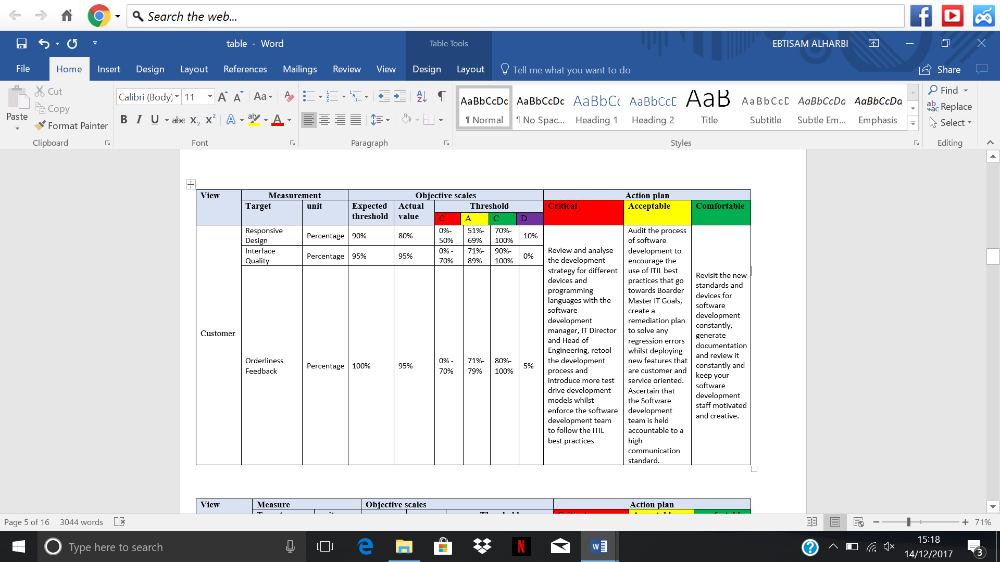 Search the web...
table - Word
Table Tools
EBTISAM ALHARBI
File
Home
Insert
Design
Layout
References
Mailings
Review
View
Design
Layout
Tell me what you want to do
Share
Paste
Cut
Copy
Format Painter
Clipboard
Calibri (Body)
11
Font
Paragraph
AaBbCcDc
¶ Normal
AaBbCcDc
¶ No Spac...
AaBbCc
Heading 1
AaBbCcD
Heading 2
AaB
Title
AaBbCcD
Subtitle
AaBbCcDa
Subtle Em...
AaBbCcDa
Emphasis
Styles
Find
Replace
Select
Editing
View
Measurement
Objective scales
Action plan
Target
unit
Expected
threshold
Actual
value
Threshold
C
A
C
D
Critical
Acceptable
Comfortable
Customer
Responsive
Design
Percentage
90%
80%
0%-
50%
51%-
69%
70%-
100%
10%
Interface
Quality
Percentage
95%
95%
0% -
70%
71%-
89%
90%-
100%
0%
Orderliness
Feedback
Percentage
100%
95%
0% -
70%
71%-
79%
80%-
100%
5%
Review and analyse
the development
strategy for different
devices and
programming
languages with the
software
development
manager, IT Director
and Head of
Engineering, retool
the development
process and
introduce more test
drive development
models whilst
enforce the software
development team
to follow the ITIL
best practices
Audit the process
of software
development to
encourage the
use of ITIL best
practices that go
towards Boarder
Master IT Goals,
create a
remediation plan
to solve any
regression errors
whilst deploying
new features that
are customer and
service oriented.
Ascertain that
the Software
development
team is held
accountable to a
high
communication
standard.
Revisit the new
standards and
devices for
software
development
constantly,
generate
documentation
and review it
constantly and
keep your
software
development
staff motivated
and creative.
View
Measure
Objective scales
Action plan
Page 5 of 16
3044 words
71%
Type here to search
15:18
14/12/2017
3